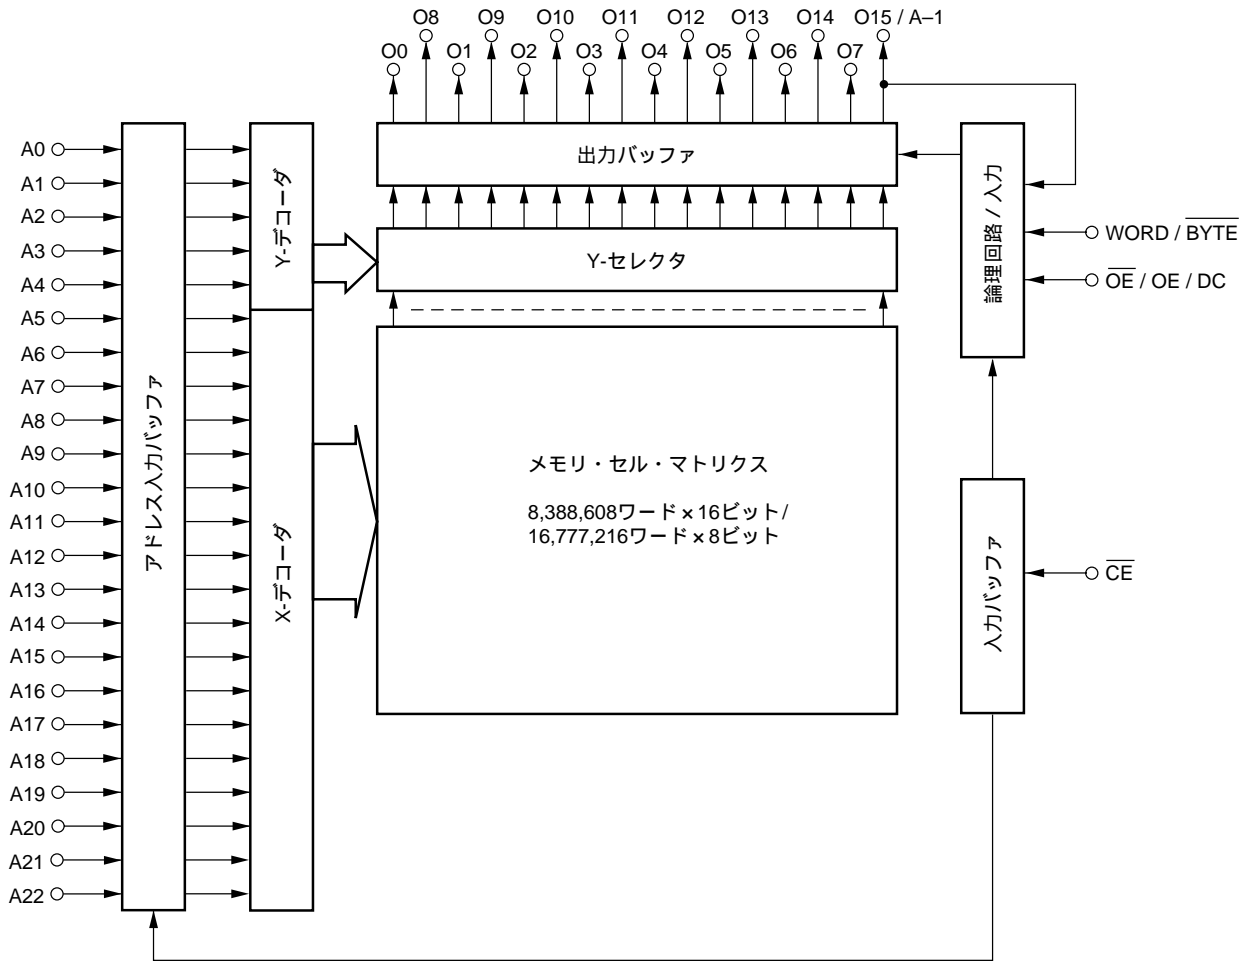 O8 O9 O10 O11 O12 O13 O14 O15 / A–1
O0 O1 O2 O3 O4 O5 O6 O7
A0
A1
A2
A3
A4
A5
A6
A7
A8
A9
A10
A11
A12
A13
A14
A15
A16
A17
A18
A19
A20
A21
A22
アドレス入力バッファ
Y-デコーダ
X-デコーダ
出力バッファ
Y-セレクタ
メモリ・セル・マトリクス
8,388,608ワード×16ビット/
16,777,216ワード×8ビット
論理回路 / 入力
WORD / B̅Y̅T̅E̅
O̅E̅ / OE / DC
入力バッファ
C̅E̅